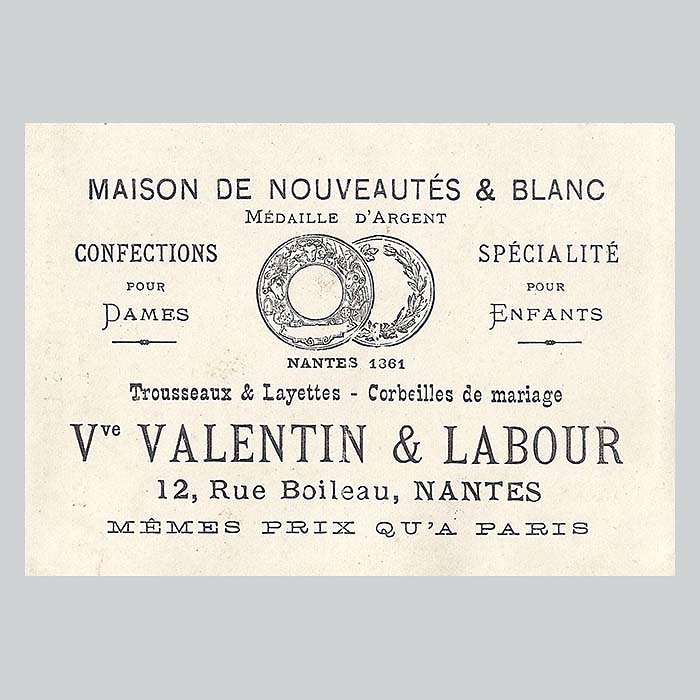 MAISON DE NOUVEAUTÉS & BLANC
MÉDAILLE D'ARGENT
CONFECTIONS
POUR
DAMES
SPÉCIALITÉ
POUR
ENFANTS
NANTES 1861
Trousseaux & Layettes - Corbeilles de mariage
Vve VALENTIN & LABOUR
12, Rue Boileau, NANTES
MÊMES PRIX QU'A PARIS